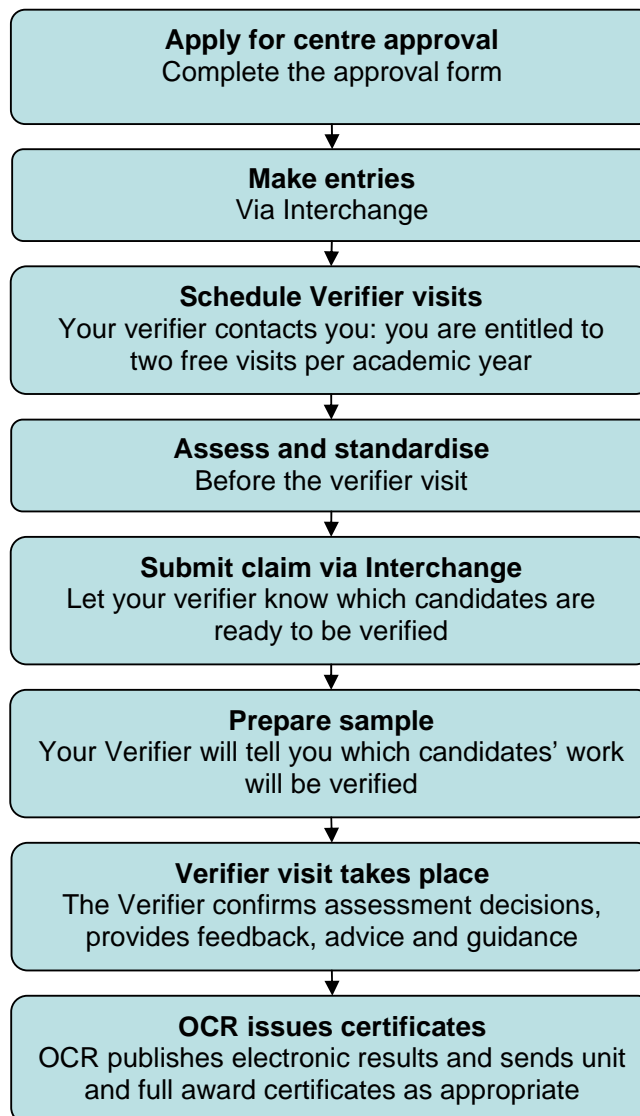 Apply for centre approval
Complete the approval form
Make entries
Via Interchange
Schedule Verifier visits
Your verifier contacts you: you are entitled to
two free visits per academic year
Assess and standardise
Before the verifier visit
Submit claim via Interchange
Let your verifier know which candidates are
ready to be verified
Prepare sample
Your Verifier will tell you which candidates’ work
will be verified
Verifier visit takes place
The Verifier confirms assessment decisions,
provides feedback, advice and guidance
OCR issues certificates
OCR publishes electronic results and sends unit
and full award certificates as appropriate